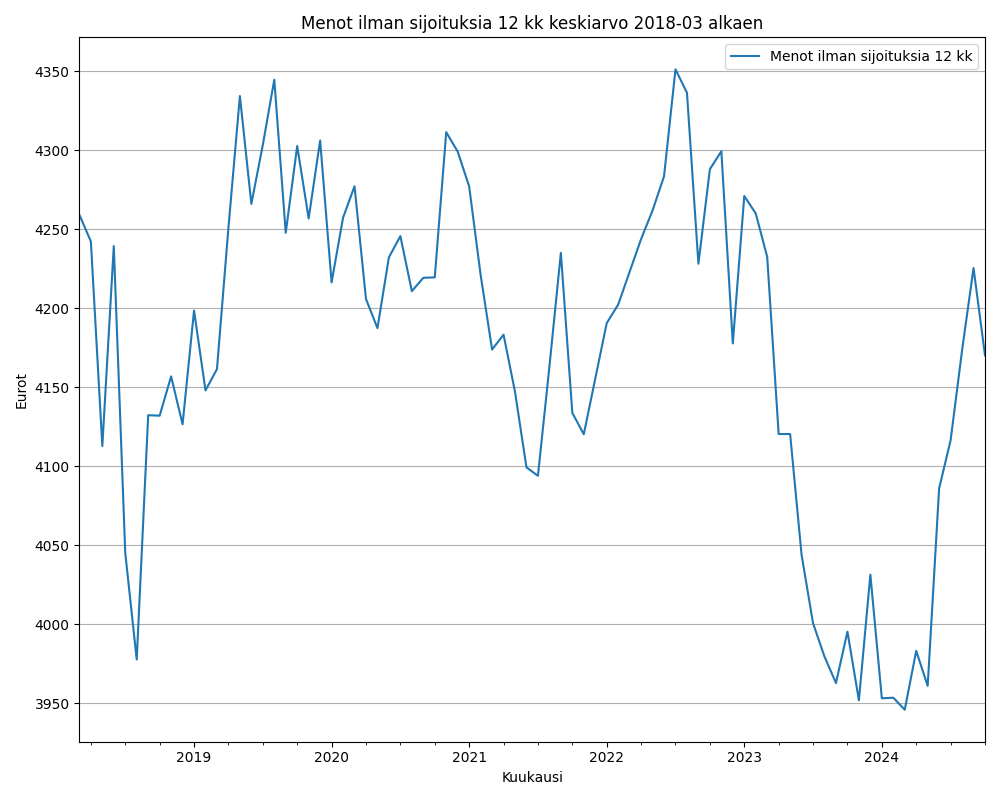 Menot ilman sijoituksia 12 kk keskiarvo 2018-03 alkaen
Menot ilman sijoituksia 12 kk
4350
4300
4250
4200
4150
4100
4050
4000
3950
Eurot
2019 2020 2021 2022 2023 2024
Kuukausi